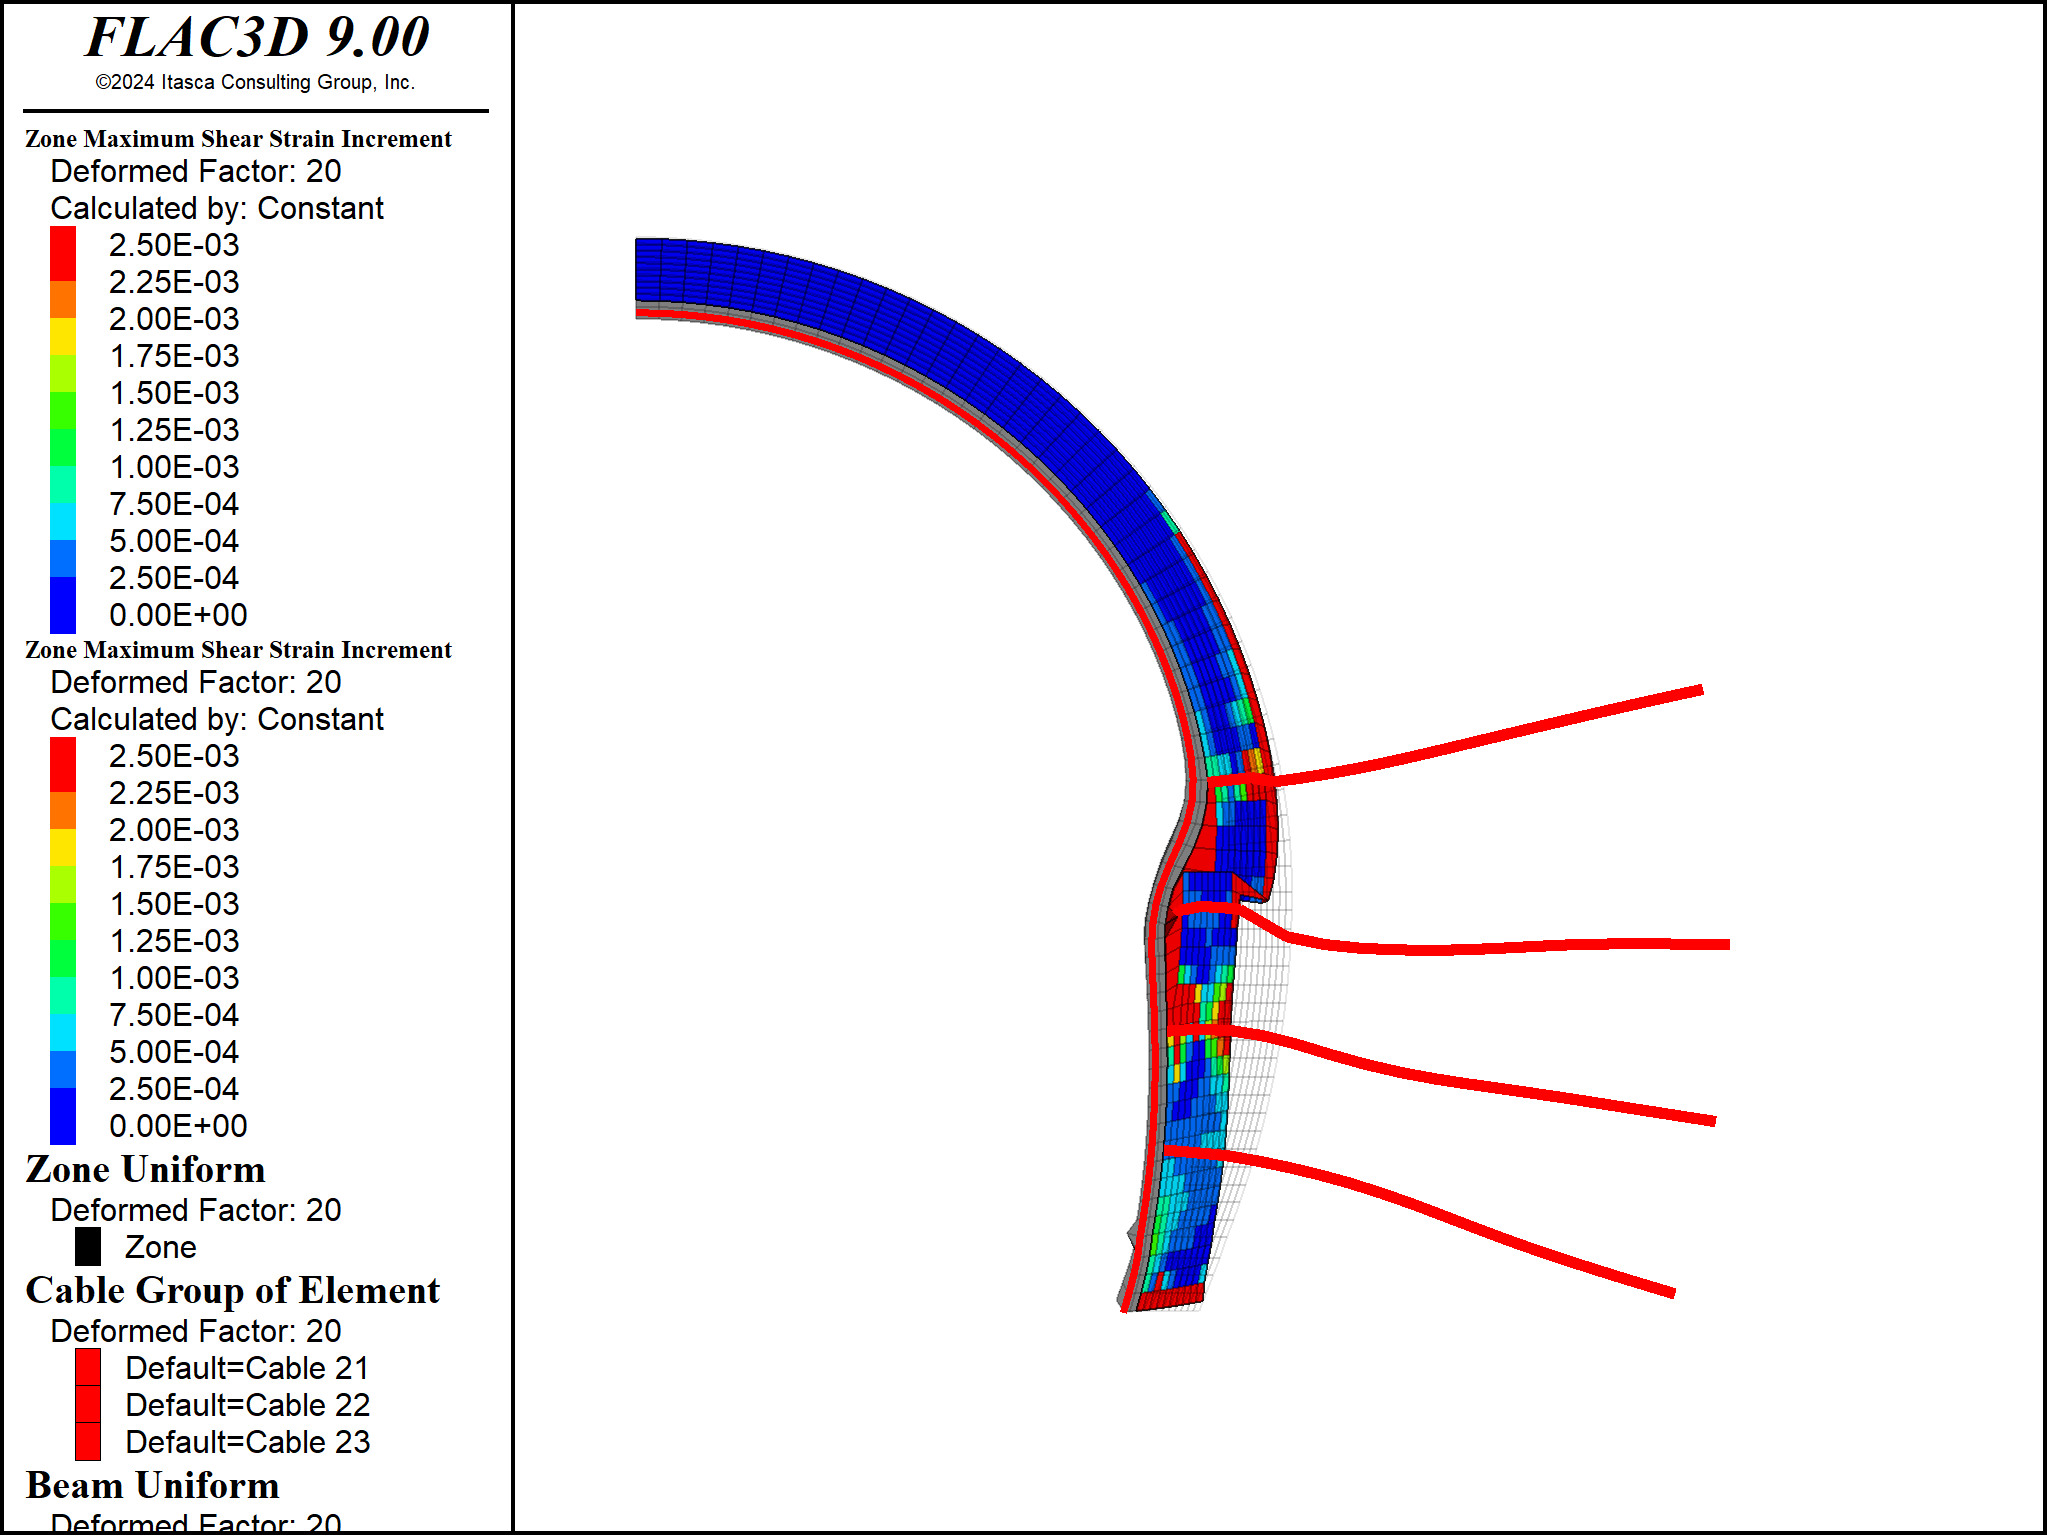 FLAC3D 9.00
©2024 Itasca Consulting Group, Inc.
Zone Maximum Shear Strain Increment
Deformed Factor: 20
Calculated by: Constant
2.50E-03
2.25E-03
2.00E-03
1.75E-03
1.50E-03
1.25E-03
1.00E-03
7.50E-04
5.00E-04
2.50E-04
0.00E+00
Zone Maximum Shear Strain Increment
Deformed Factor: 20
Calculated by: Constant
2.50E-03
2.25E-03
2.00E-03
1.75E-03
1.50E-03
1.25E-03
1.00E-03
7.50E-04
5.00E-04
2.50E-04
0.00E+00
Zone Uniform
Deformed Factor: 20
Zone
Cable Group of Element
Deformed Factor: 20
Default=Cable 21
Default=Cable 22
Default=Cable 23
Beam Uniform
Deformed Factor: 20